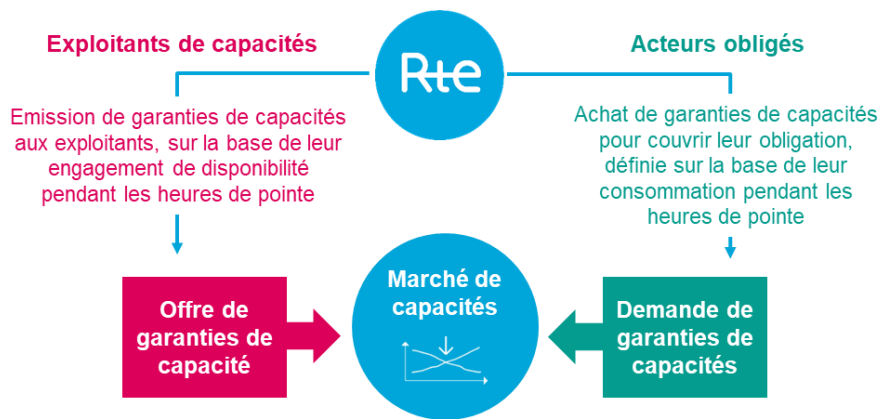 Exploitants de capacités
Rte
Acteurs obligés
Emission de garanties de capacités
aux exploitants, sur la base de leur
engagement de disponibilité
pendant les heures de pointe
Achat de garanties de capacités
pour couvrir leur obligation,
définie sur la base de leur
consommation pendant les
heures de pointe
Offre de
garanties de
capacité
Marché de
capacités
Demande de
garanties de
capacités